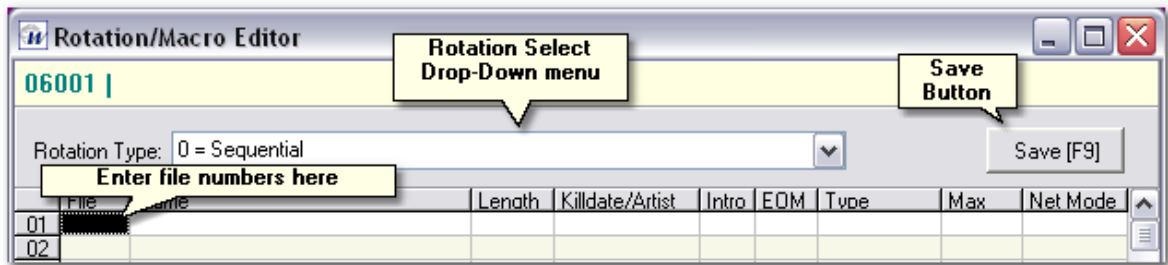 Rotation/Macro Editor
Rotation Select
Drop-Down menu
Save
Button
06001 |
Rotation Type: 0 = Sequential
Save [F9]
Enter file numbers here
File Name Length Killdate/Artist Intro EOM Type Max Net Mode
01
02